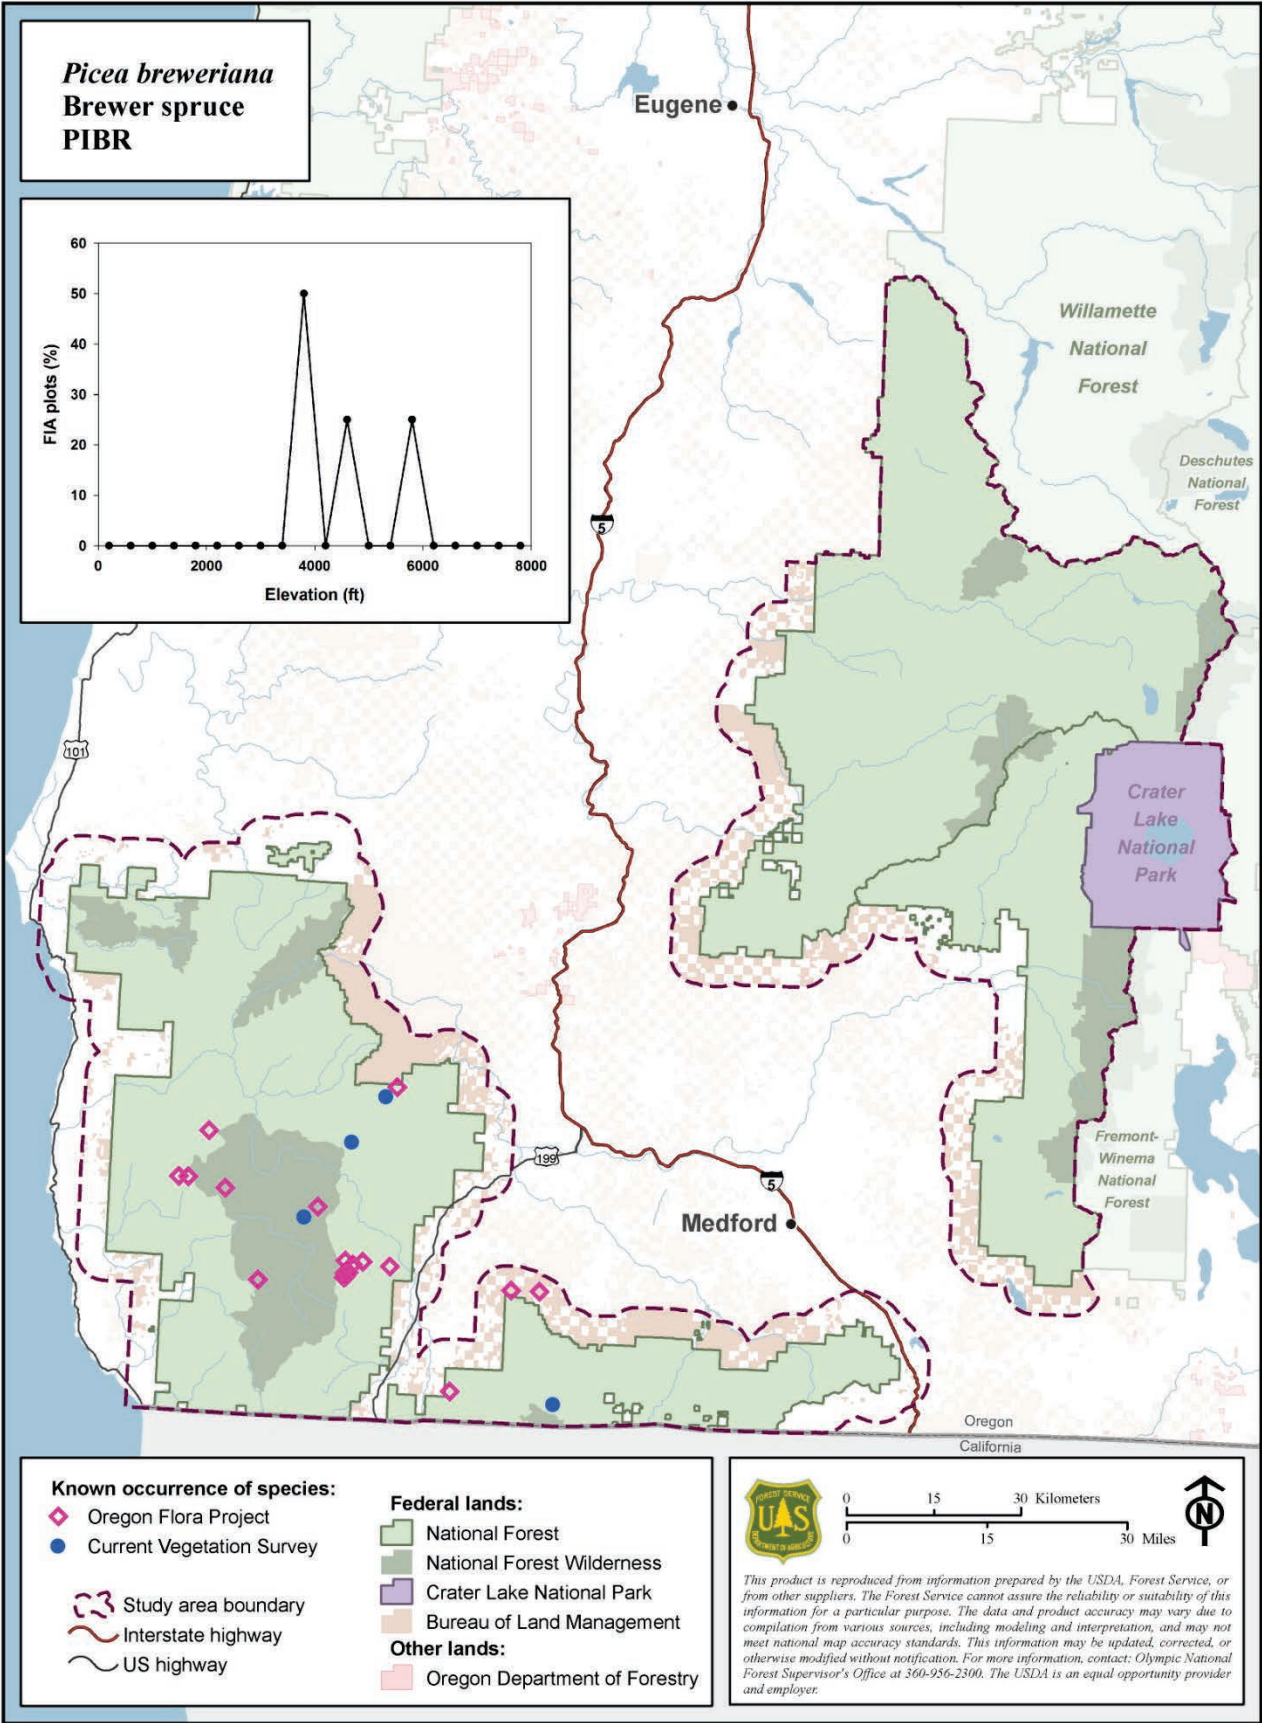 Picea breweriana
Brewer spruce
PIBR
60
50
40
30
20
10
0
FIA plots (%)
0 2000 4000 6000 8000
Elevation (ft)
Eugene
Willamette
National
Forest
Deschutes
National
Forest
5
101
Crater
Lake
National
Park
199
5
Medford
Fremont-
Winema
National
Forest
Oregon
California
Known occurrence of species:
Oregon Flora Project
Current Vegetation Survey
Study area boundary
Interstate highway
US highway
Federal lands:
National Forest
National Forest Wilderness
Crater Lake National Park
Bureau of Land Management
Other lands:
Oregon Department of Forestry
FOREST SERVICE
U S
DEPARTMENT OF AGRICULTURE
0 15 30 Kilometers
0 15 30 Miles
N
This product is reproduced from information prepared by the USDA, Forest Service, or
from other suppliers. The Forest Service cannot assure the reliability or suitability of this
information for a particular purpose. The data and product accuracy may vary due to
compilation from various sources, including modeling and interpretation, and may not
meet national map accuracy standards. This information may be updated, corrected, or
otherwise modified without notification. For more information, contact: Olympic National
Forest Supervisor's Office at 360-956-2300. The USDA is an equal opportunity provider
and employer.